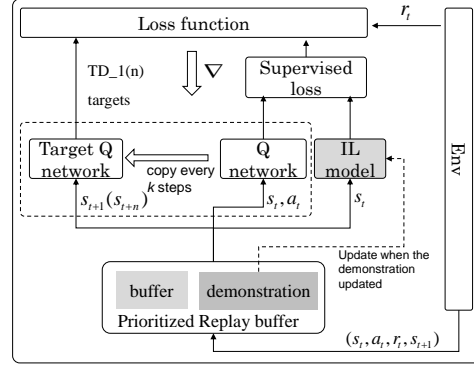 Loss function
r_t
TD_1(n)
targets
∇
Supervised
loss
Target Q
network
copy every
k steps
Q
network
IL
model
Env
s_{t+1}(s_{t+n})
s_t, a_t
s_t
Update when the
demonstration
updated
buffer
demonstration
Prioritized Replay buffer
(s_t, a_t, r_t, s_{t+1})